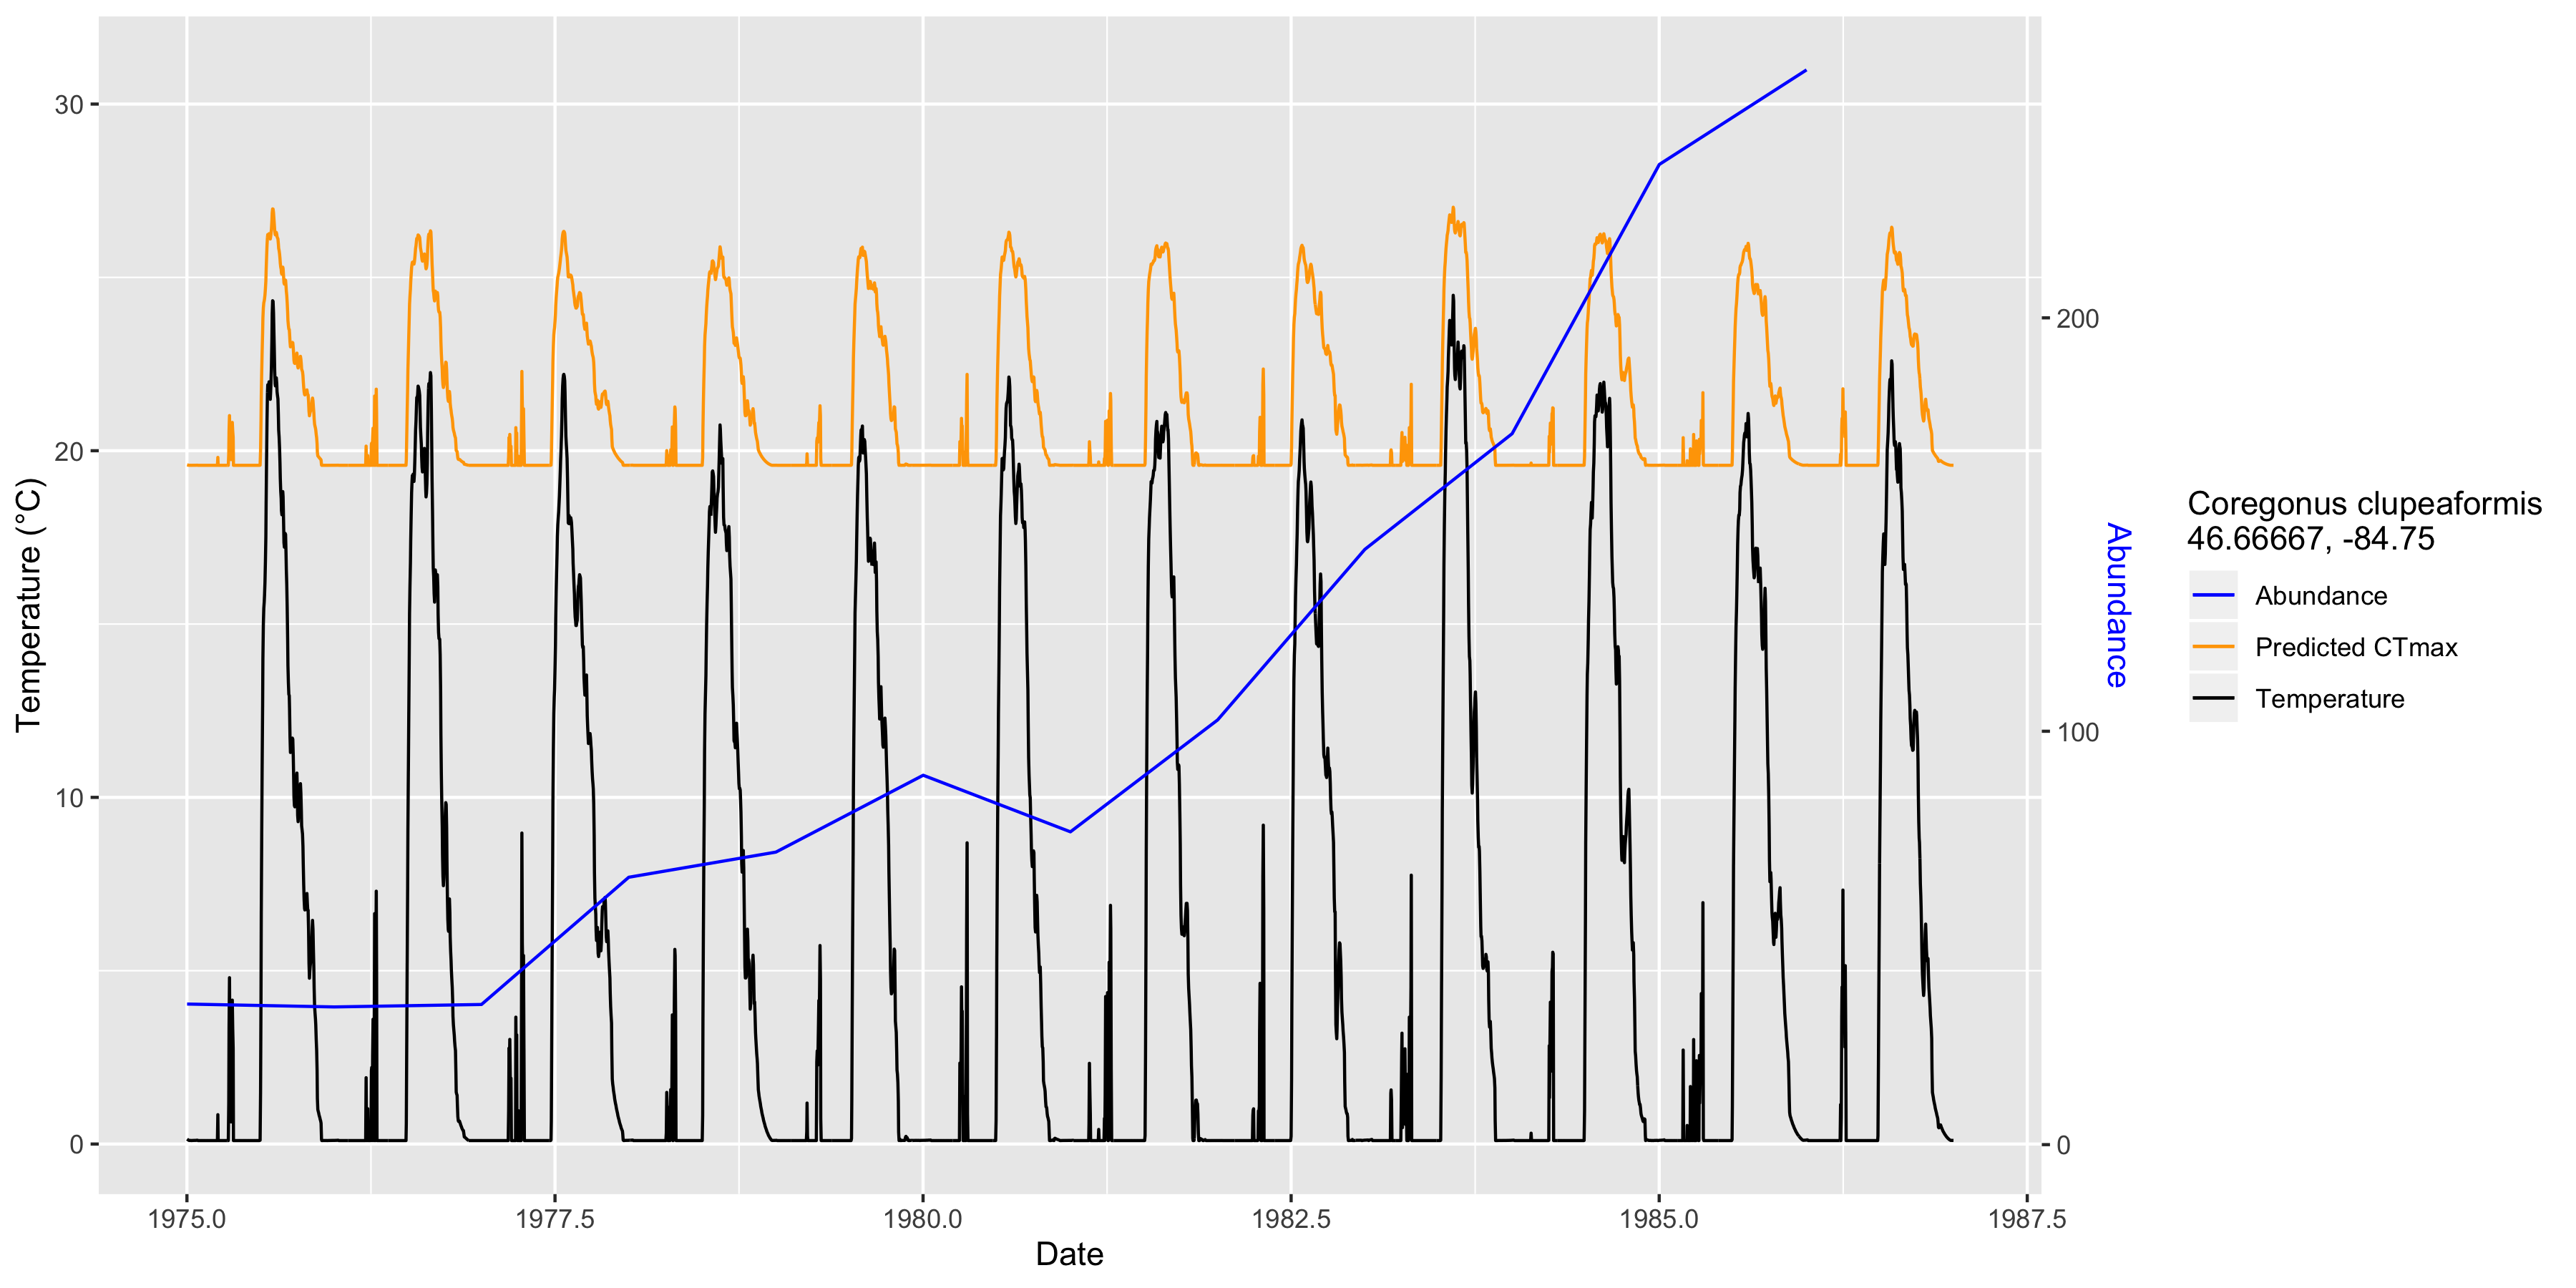 30
20
10
0
Temperature (°C)
1975.0
1977.5
1980.0
1982.5
1985.0
1987.5
Date
200
100
0
Abundance
Coregonus clupeaformis
46.66667, -84.75
Abundance
Predicted CTmax
Temperature